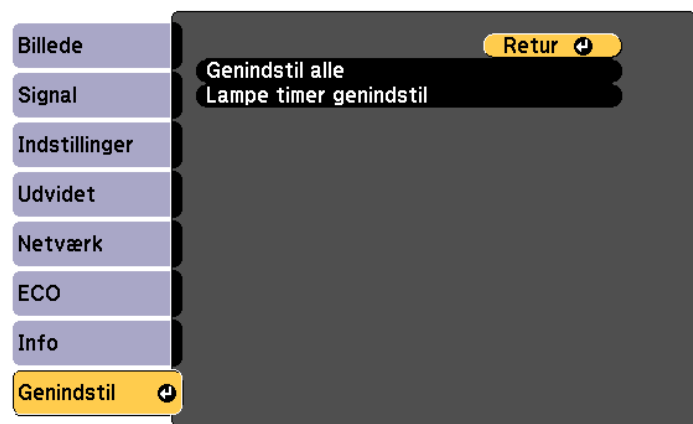 Billede
Signal
Indstillinger
Udvidet
Netværk
ECO
Info
Genindstil
Retur
Genindstil alle
Lampe timer genindstil